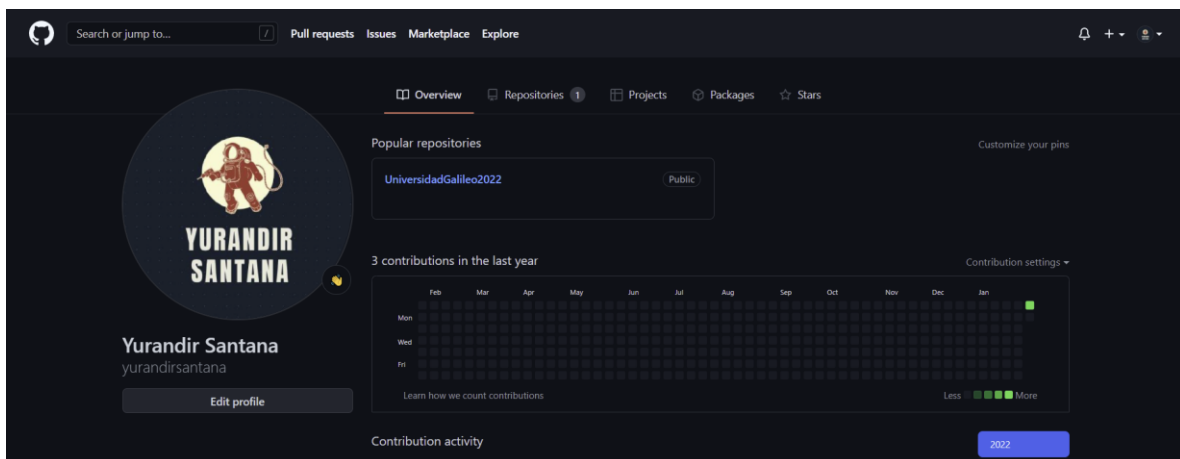 Search or jump to... / Pull requests Issues Marketplace Explore
Overview Repositories 1 Projects Packages Stars
YURANDIR
SANTANA
Yurandir Santana
yurandirsantana
Edit profile
Popular repositories Customize your pins
UniversidadGalileo2022 Public
3 contributions in the last year Contribution settings
Feb Mar Apr May Jun Jul Aug Sep Oct Nov Dec Jan
Mon
Wed
Fri
Learn how we count contributions Less More
Contribution activity 2022